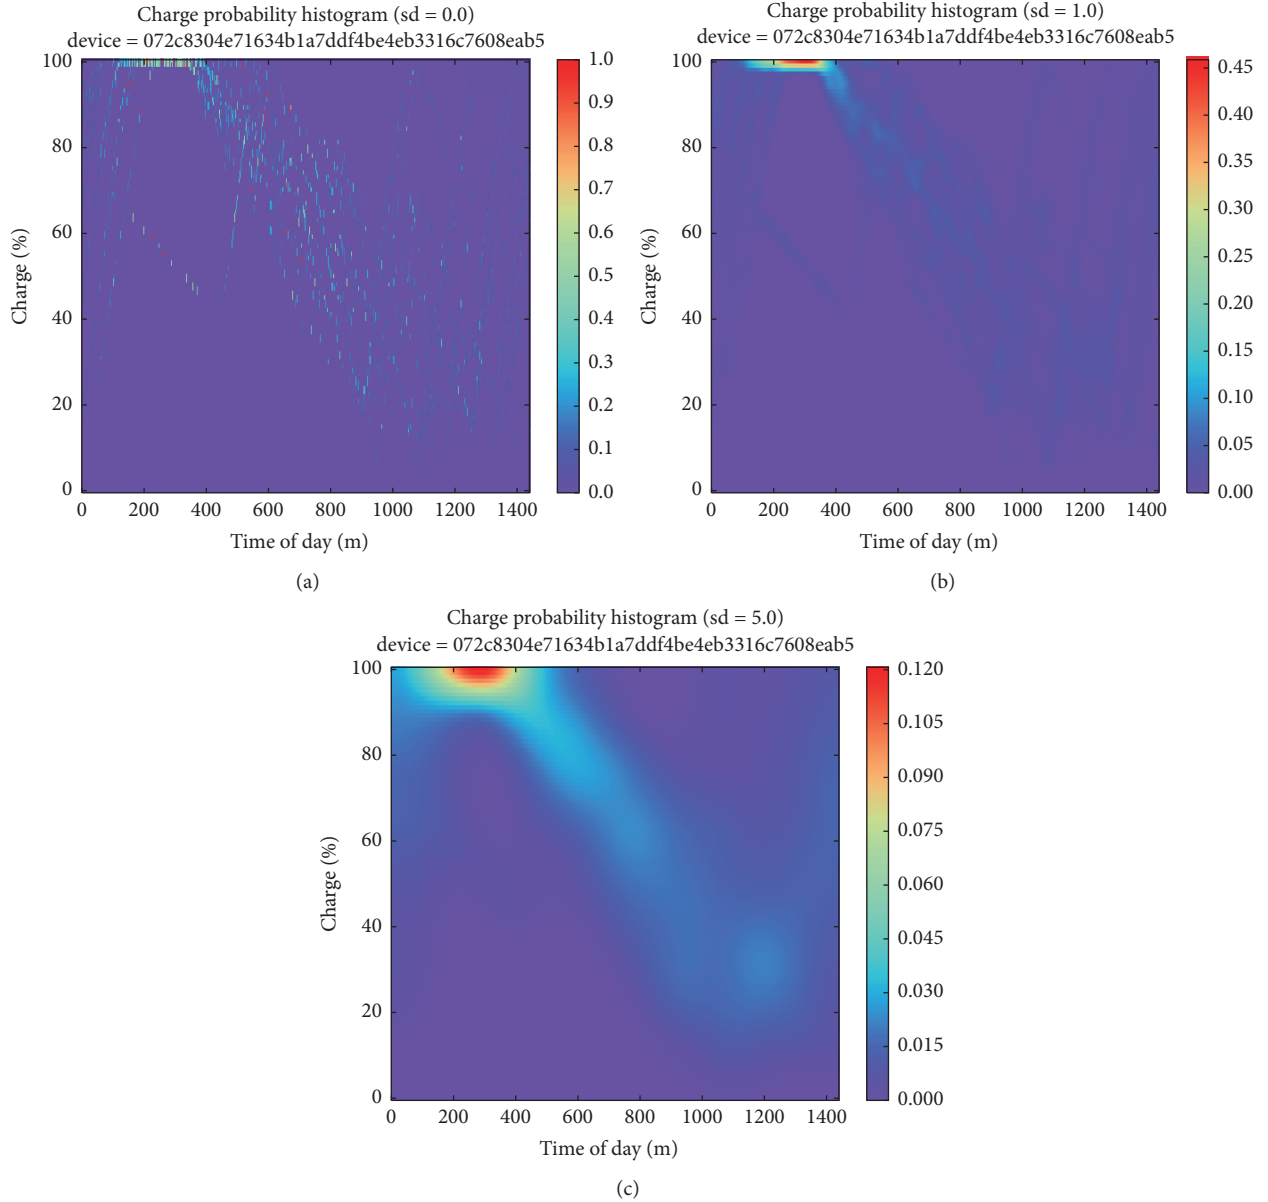 Charge probability histogram (sd = 0.0)
device = 072c8304e71634b1a7ddf4be4eb3316c7608eab5
100
80
60
40
20
0
Charge (%)
0 200 400 600 800 1000 1200 1400
Time of day (m)
1.0
0.9
0.8
0.7
0.6
0.5
0.4
0.3
0.2
0.1
0.0
(a)
Charge probability histogram (sd = 1.0)
device = 072c8304e71634b1a7ddf4be4eb3316c7608eab5
100
80
60
40
20
0
Charge (%)
0 200 400 600 800 1000 1200 1400
Time of day (m)
0.45
0.40
0.35
0.30
0.25
0.20
0.15
0.10
0.05
0.00
(b)
Charge probability histogram (sd = 5.0)
device = 072c8304e71634b1a7ddf4be4eb3316c7608eab5
100
80
60
40
20
0
Charge (%)
0 200 400 600 800 1000 1200 1400
Time of day (m)
0.120
0.105
0.090
0.075
0.060
0.045
0.030
0.015
0.000
(c)